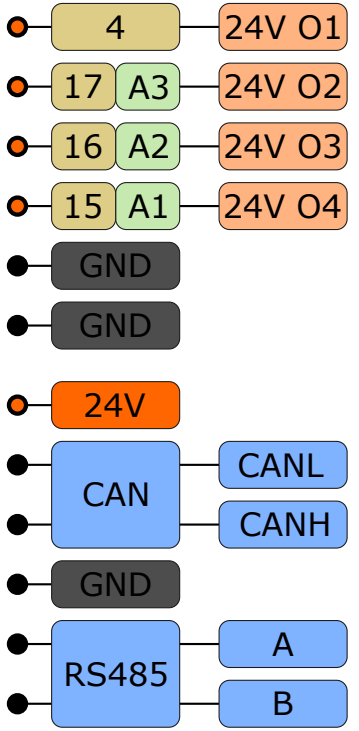 4 24V O1
17 A3 24V O2
16 A2 24V O3
15 A1 24V O4
GND
GND
24V
CANL
CAN
CANH
GND
A
RS485
B